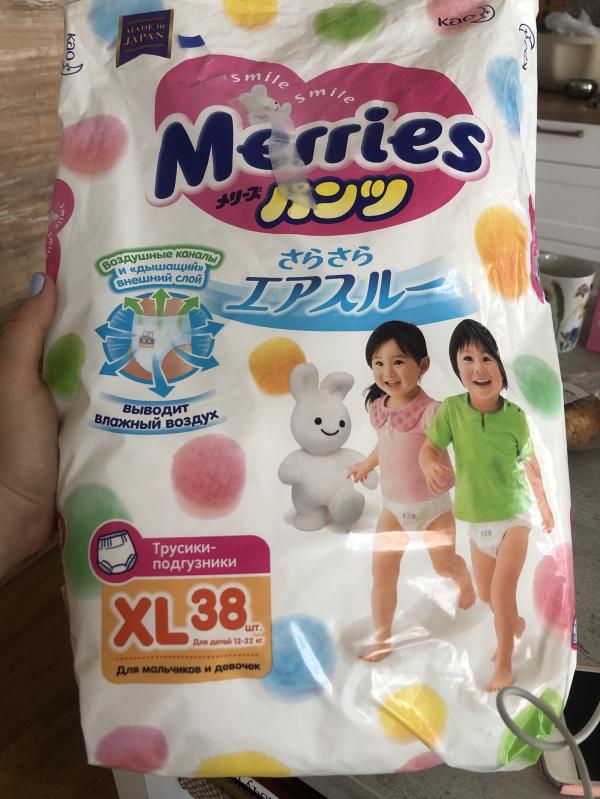 MADE in
JAPAN
Kao
Kao
Kao
Smile Smile
Merries
メリーズ パンツ
Воздушные каналы
и «дышащий»
внешний слой
さらさら
エアスルー
выводит
влажный воздух
Трусики-
подгузники
XL 38 шт.
Для детей 12-22 кг
Для мальчиков и девочек